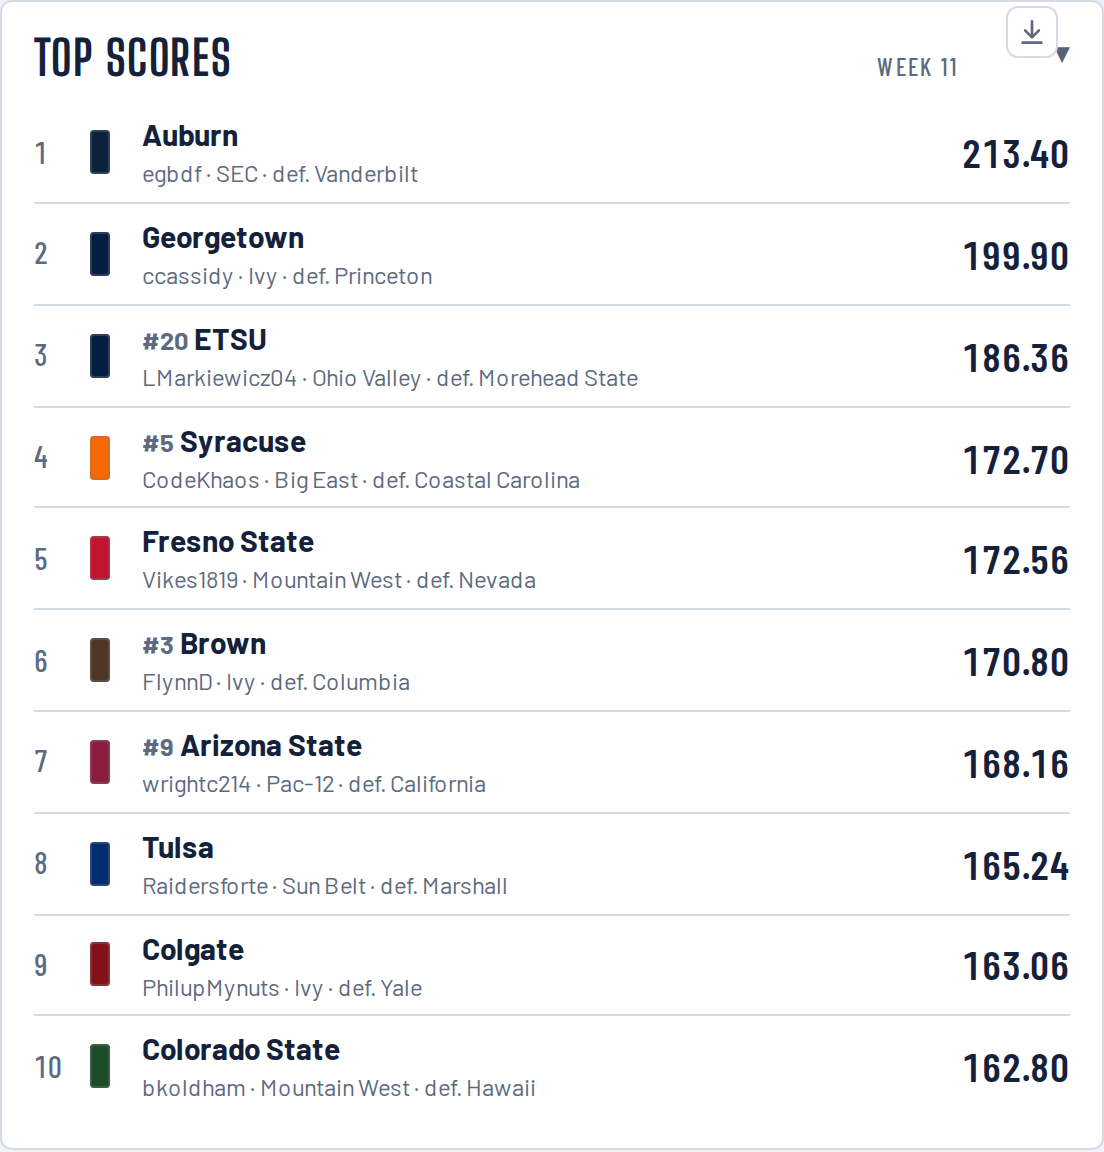 TOP SCORES
WEEK 11 ▼
1
Auburn
egbdf · SEC · def. Vanderbilt
213.40
2
Georgetown
ccassidy · Ivy · def. Princeton
199.90
3
#20 ETSU
LMarkiewicz04 · Ohio Valley · def. Morehead State
186.36
4
#5 Syracuse
CodeKhaos · Big East · def. Coastal Carolina
172.70
5
Fresno State
Vikes1819 · Mountain West · def. Nevada
172.56
6
#3 Brown
FlynnD · Ivy · def. Columbia
170.80
7
#9 Arizona State
wrightc214 · Pac-12 · def. California
168.16
8
Tulsa
Raidersforte · Sun Belt · def. Marshall
165.24
9
Colgate
PhilupMynuts · Ivy · def. Yale
163.06
10
Colorado State
bkoldham · Mountain West · def. Hawaii
162.80